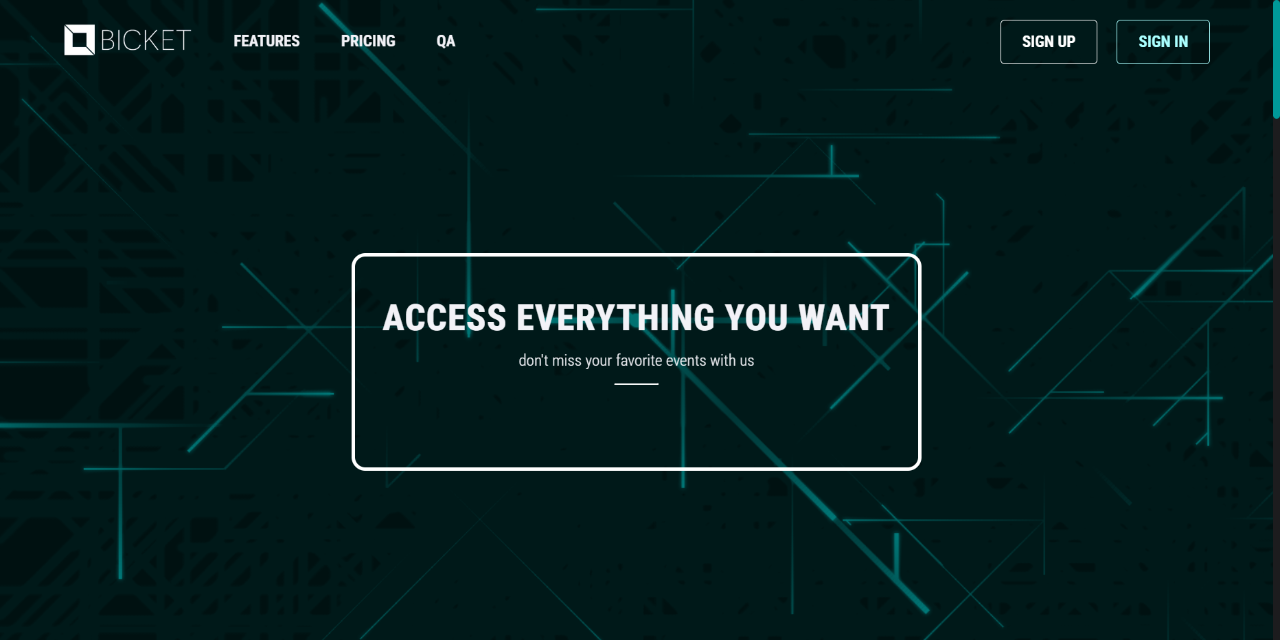 BICKET
FEATURES
PRICING
QA
SIGN UP
SIGN IN
ACCESS EVERYTHING YOU WANT
don't miss your favorite events with us